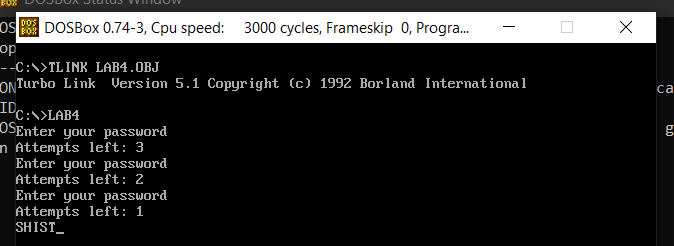 DOSBox Status Window
DOSBox 0.74-3, Cpu speed: 3000 cycles, Frameskip 0, Progra...
C:\>TLINK LAB4.OBJ
Turbo Link Version 5.1 Copyright (c) 1992 Borland International
C:\>LAB4
Enter your password
Attempts left: 3
Enter your password
Attempts left: 2
Enter your password
Attempts left: 1
SHIST_